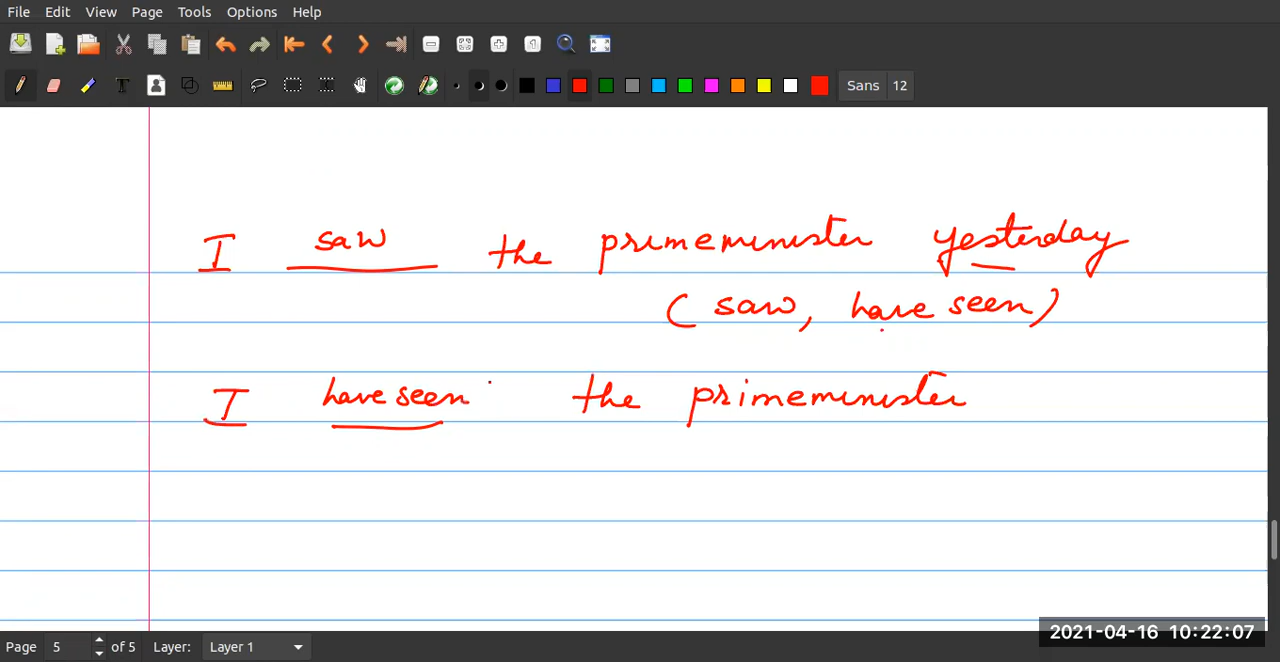 File Edit View Page Tools Options Help
Sans 12
I saw the primeminister yesterday
(saw, have seen)
I have seen the primeminister
2021-04-16 10:22:07
Page 5 of 5 Layer: Layer 1